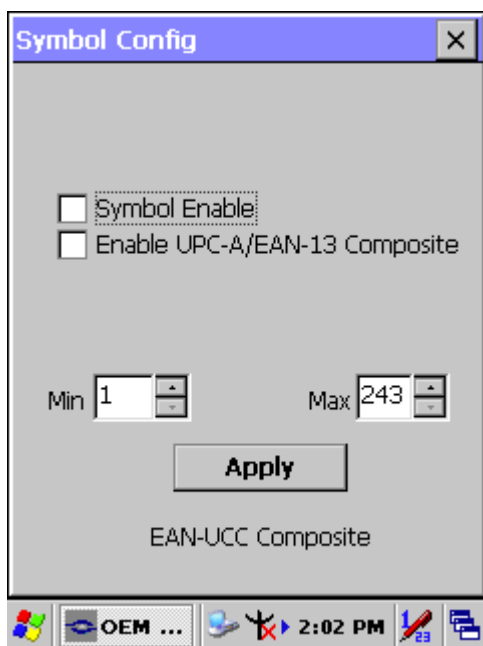 Symbol Config
Symbol Enable
Enable UPC-A/EAN-13 Composite
Min 1 Max 243
Apply
EAN-UCC Composite
OEM ... 2:02 PM 123